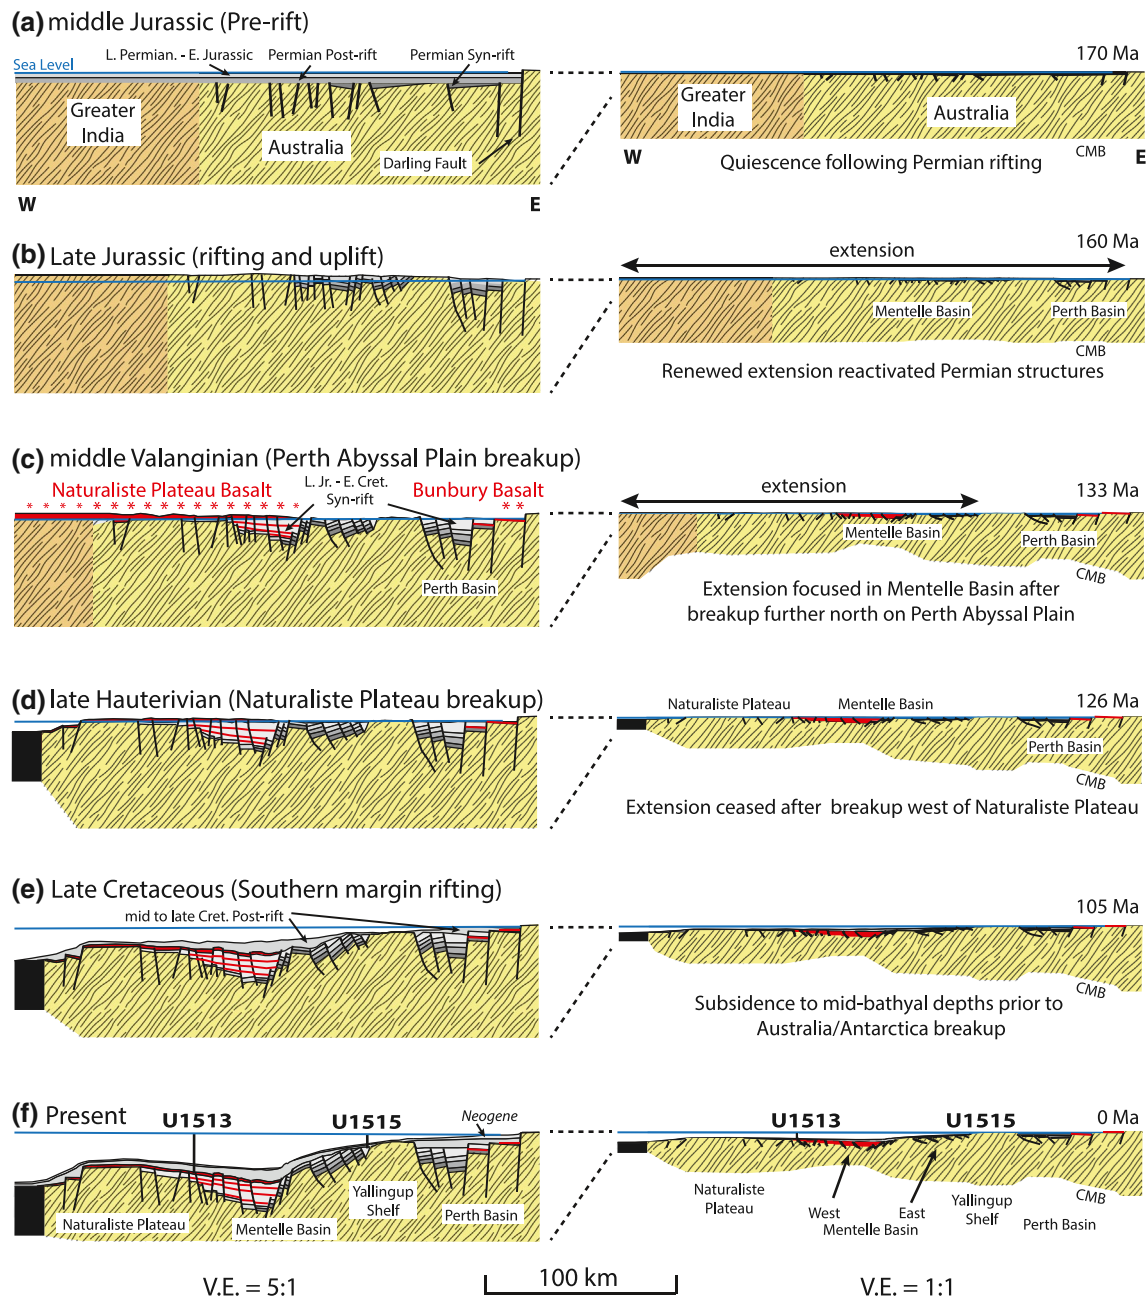 (a) middle Jurassic (Pre-rift)
L. Permian. - E. Jurassic
Permian Post-rift
Permian Syn-rift
Sea Level
Greater
India
Australia
Darling Fault
W
E
170 Ma
Greater
India
Australia
W
CMB
E
Quiescence following Permian rifting
(b) Late Jurassic (rifting and uplift)
160 Ma
extension
Mentelle Basin
Perth Basin
CMB
Renewed extension reactivated Permian structures
(c) middle Valanginian (Perth Abyssal Plain breakup)
Naturaliste Plateau Basalt
L. Jr. - E. Cret.
Syn-rift
Bunbury Basalt
* * * * * * * * * * * * * * * * *
* *
Perth Basin
extension
133 Ma
Mentelle Basin
Perth Basin
CMB
Extension focused in Mentelle Basin after
breakup further north on Perth Abyssal Plain
(d) late Hauterivian (Naturaliste Plateau breakup)
126 Ma
Naturaliste Plateau
Mentelle Basin
Perth Basin
CMB
Extension ceased after breakup west of Naturaliste Plateau
(e) Late Cretaceous (Southern margin rifting)
mid to late Cret. Post-rift
105 Ma
CMB
Subsidence to mid-bathyal depths prior to
Australia/Antarctica breakup
(f) Present
U1513
U1515
Neogene
Naturaliste Plateau
Mentelle Basin
Yallingup
Shelf
Perth Basin
U1513
U1515
0 Ma
Naturaliste
Plateau
West
East
Mentelle Basin
Yallingup
Shelf
Perth Basin
CMB
V.E. = 5:1
100 km
V.E. = 1:1